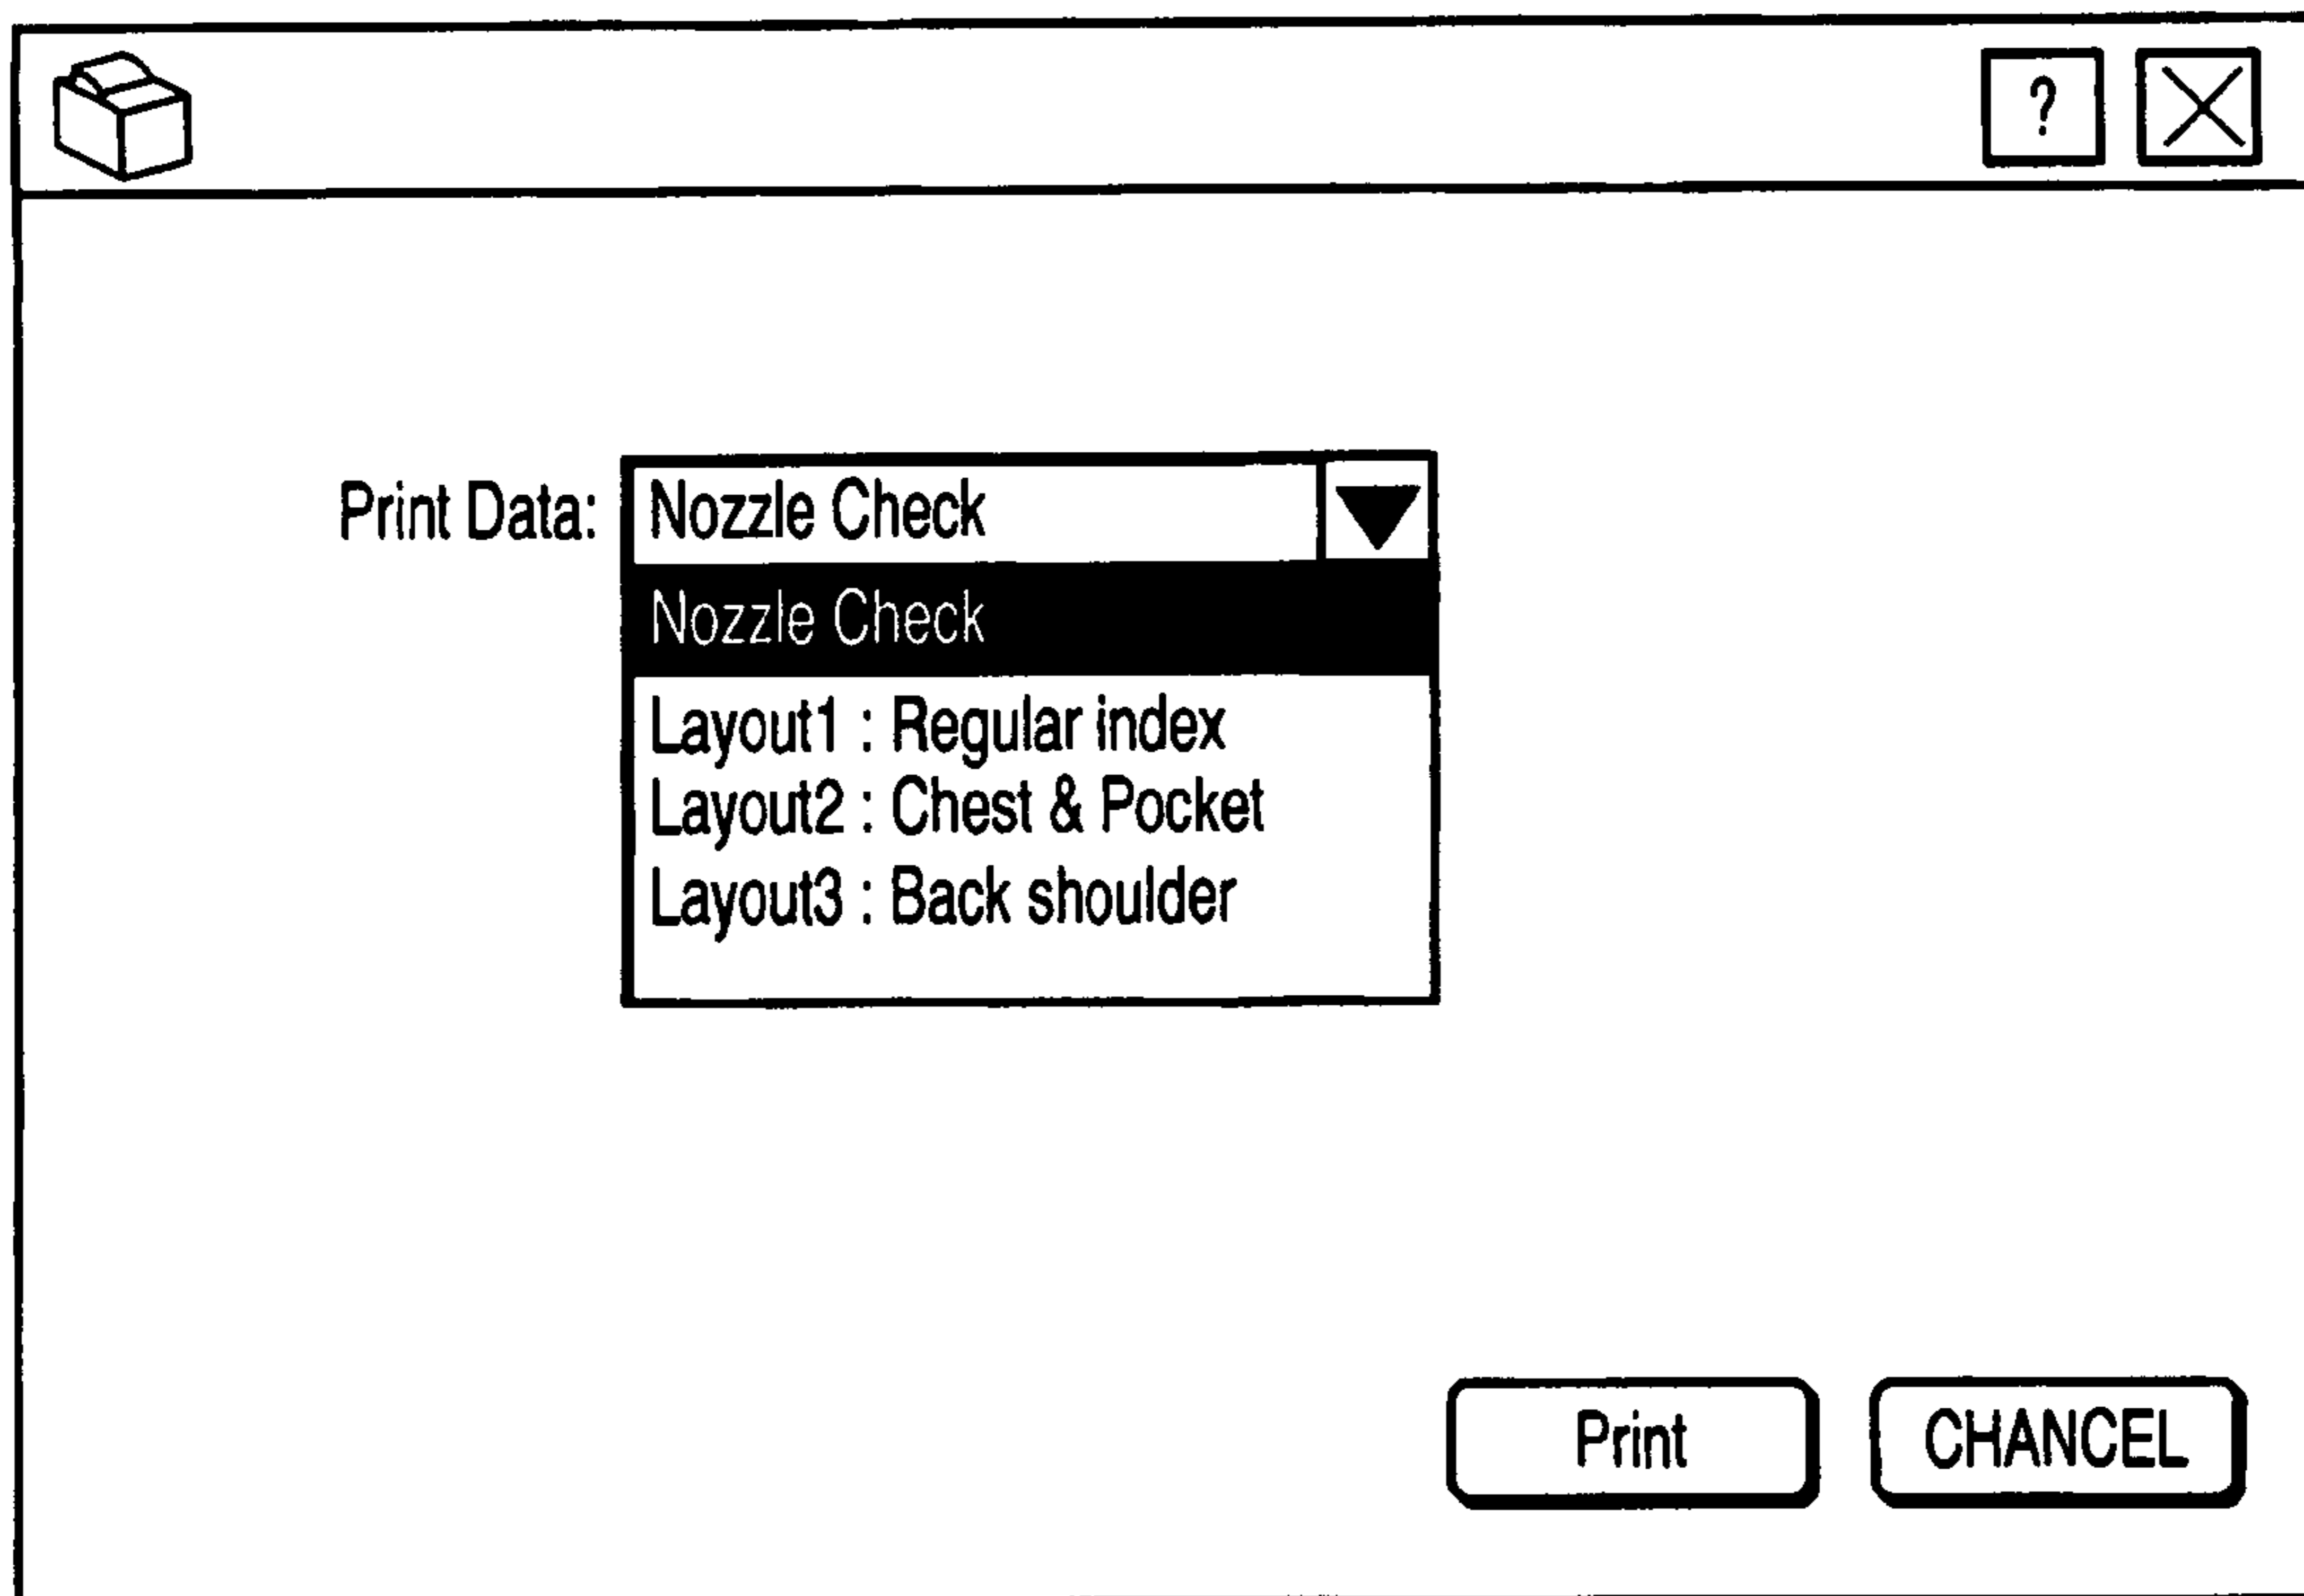 ?
Print Data: Nozzle Check
Nozzle Check
Layout1 : Regular index
Layout2 : Chest & Pocket
Layout3 : Back shoulder
Print CHANCEL